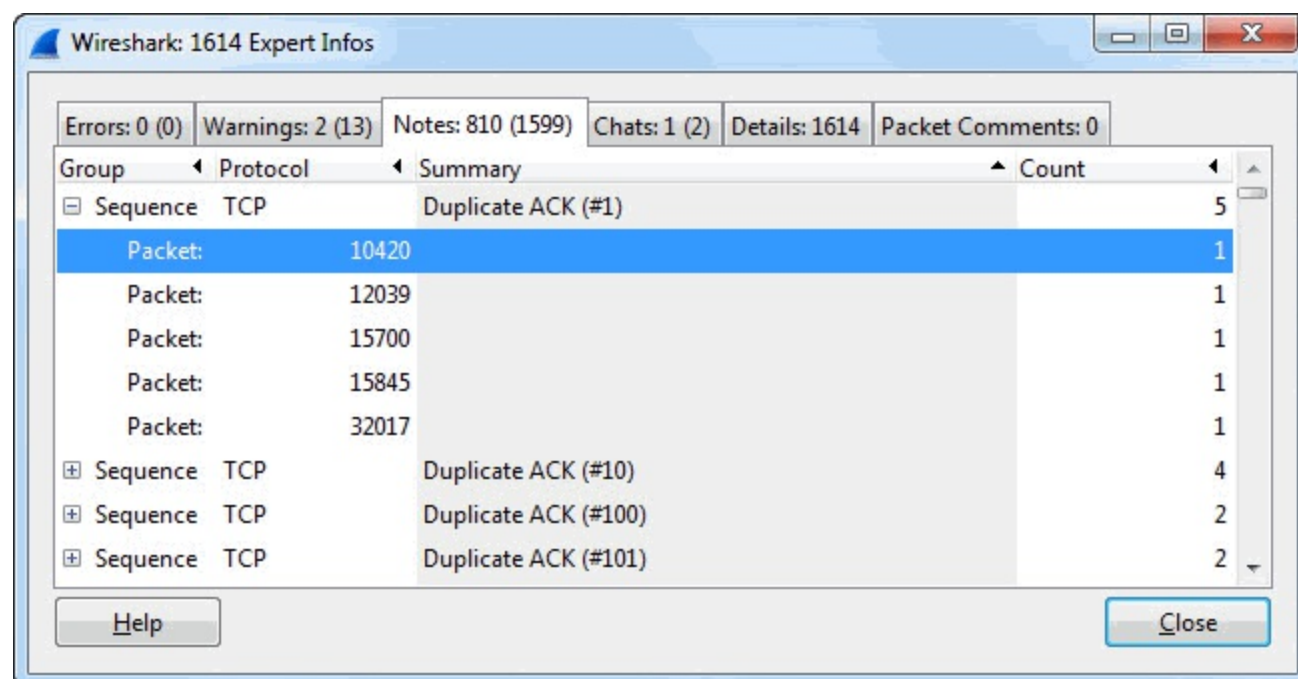 Wireshark: 1614 Expert Infos
Errors: 0 (0) Warnings: 2 (13) Notes: 810 (1599) Chats: 1 (2) Details: 1614 Packet Comments: 0
Group Protocol Summary Count
Sequence TCP Duplicate ACK (#1) 5
Packet: 10420 1
Packet: 12039 1
Packet: 15700 1
Packet: 15845 1
Packet: 32017 1
Sequence TCP Duplicate ACK (#10) 4
Sequence TCP Duplicate ACK (#100) 2
Sequence TCP Duplicate ACK (#101) 2
Help Close